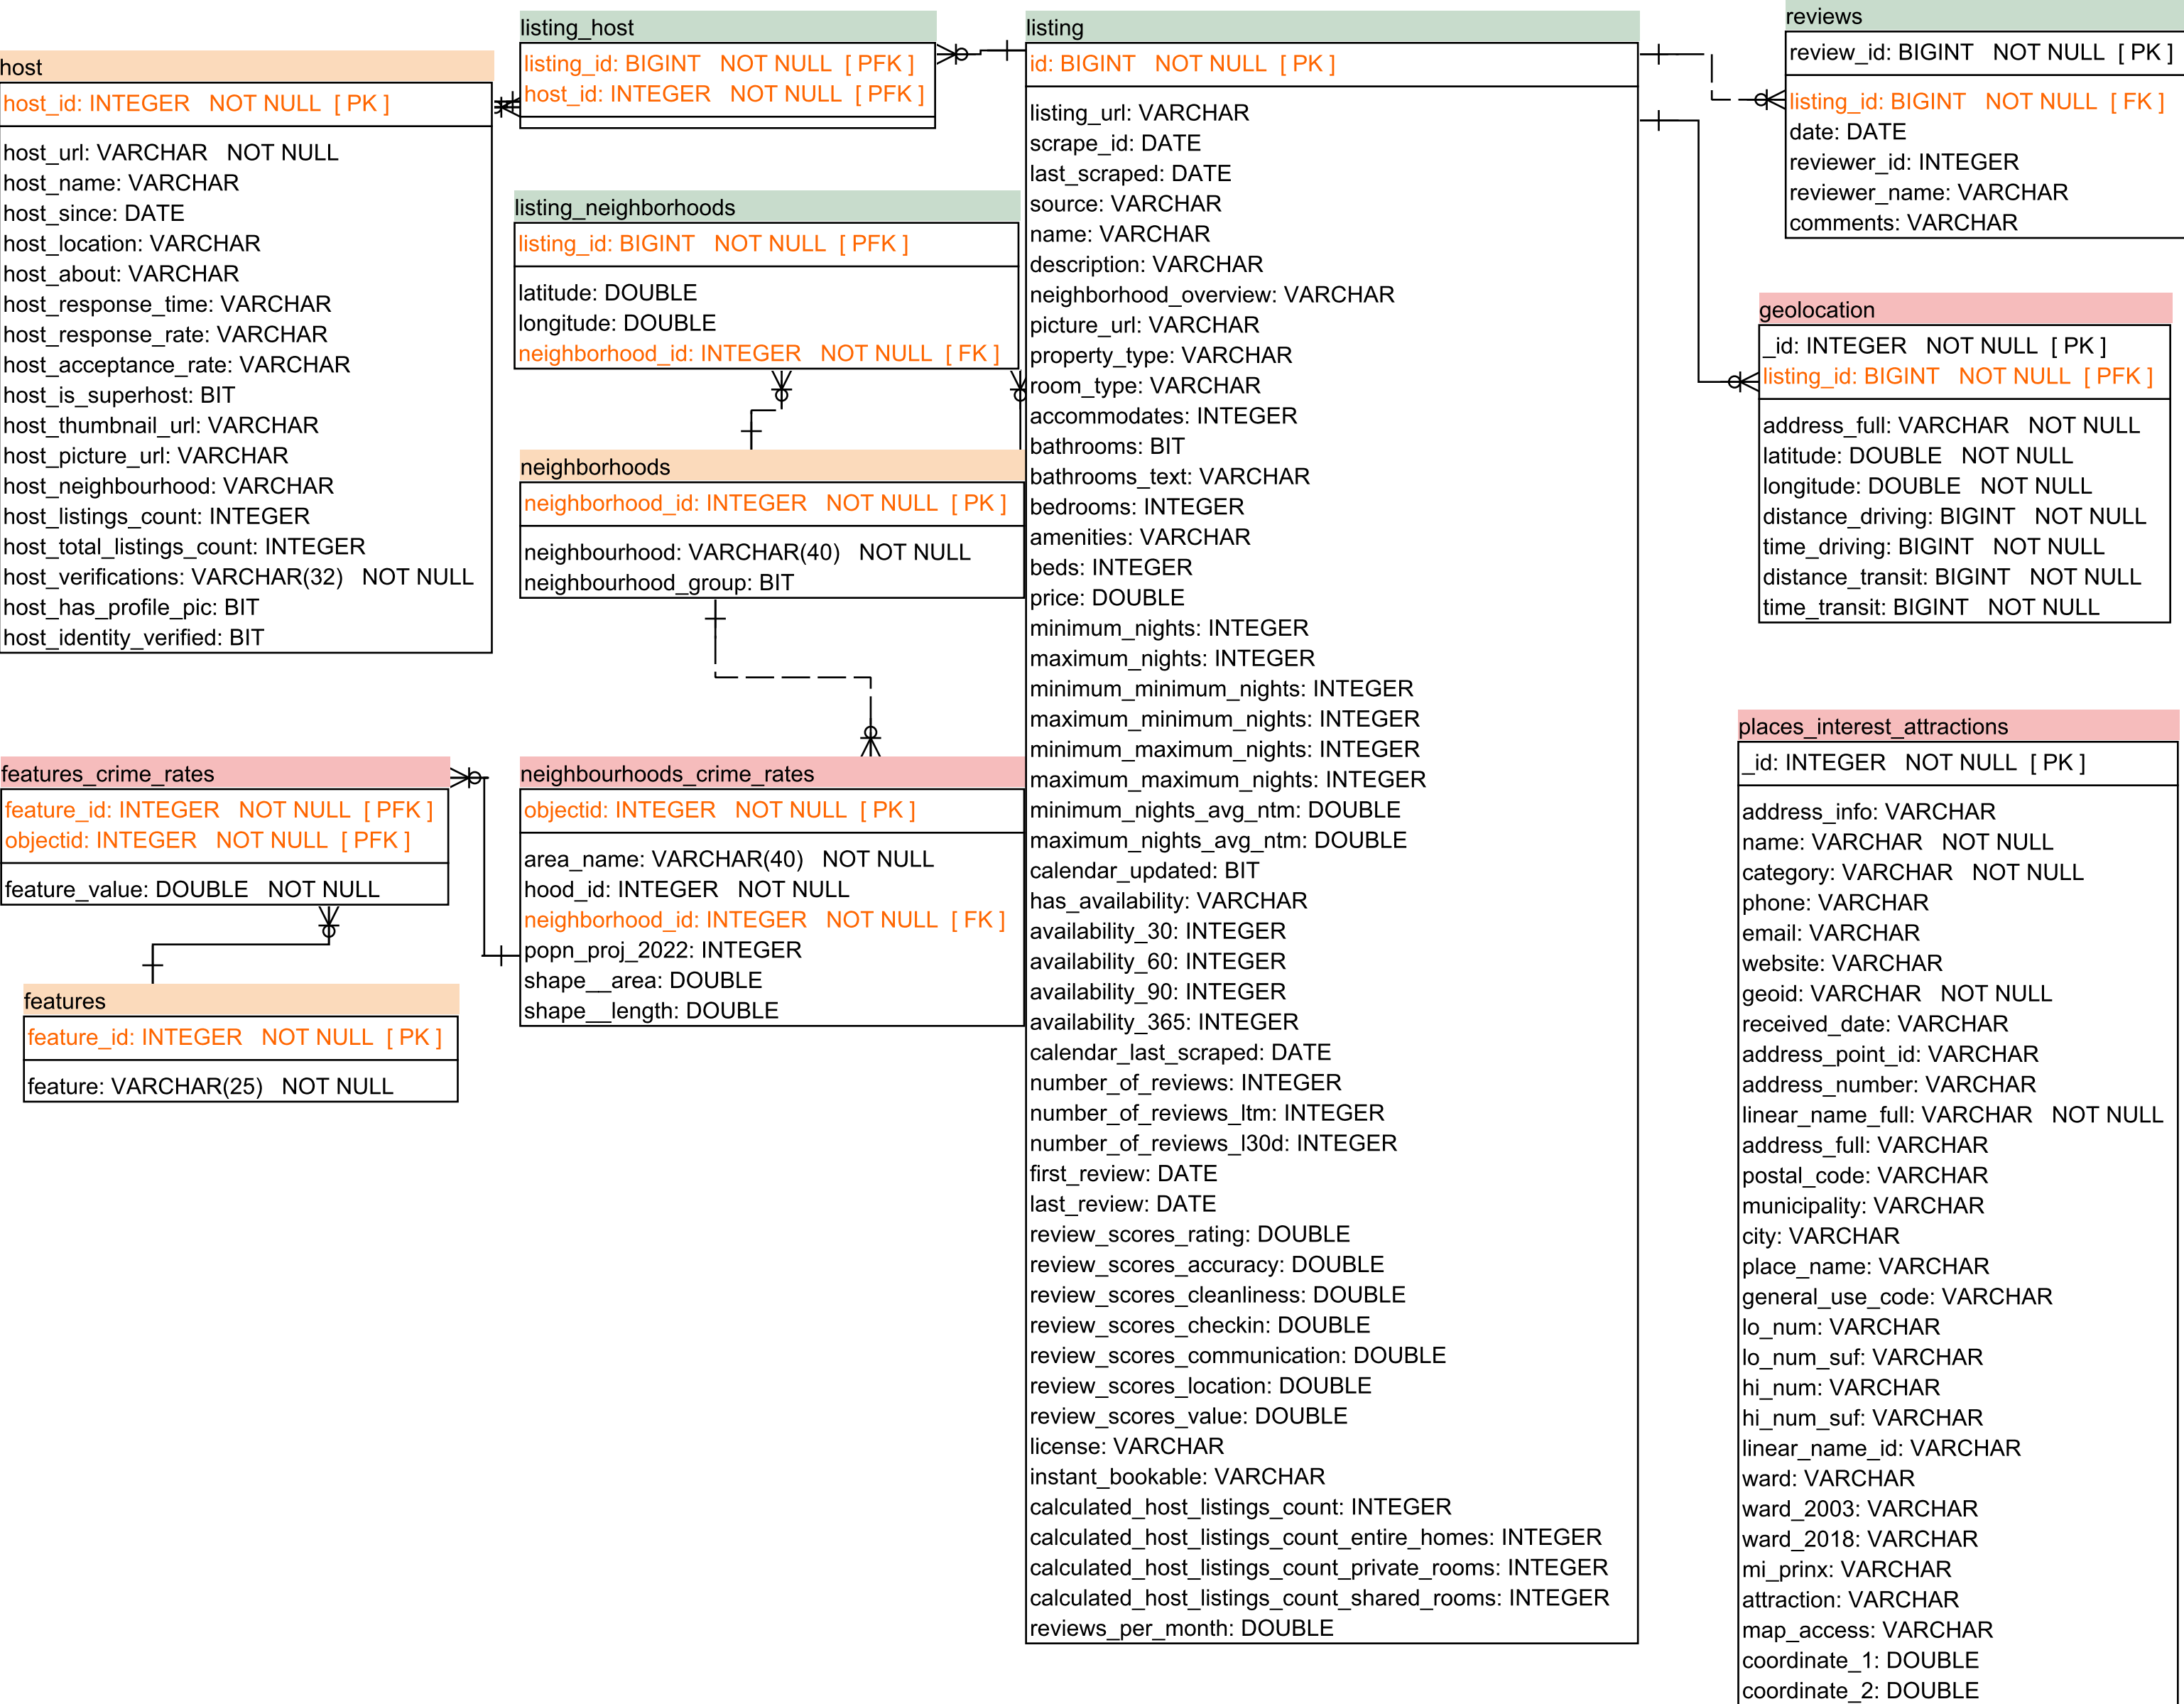 host
host_id: INTEGER NOT NULL [ PK ]
host_url: VARCHAR NOT NULL
host_name: VARCHAR
host_since: DATE
host_location: VARCHAR
host_about: VARCHAR
host_response_time: VARCHAR
host_response_rate: VARCHAR
host_acceptance_rate: VARCHAR
host_is_superhost: BIT
host_thumbnail_url: VARCHAR
host_picture_url: VARCHAR
host_neighbourhood: VARCHAR
host_listings_count: INTEGER
host_total_listings_count: INTEGER
host_verifications: VARCHAR(32) NOT NULL
host_has_profile_pic: BIT
host_identity_verified: BIT
listing_host
listing_id: BIGINT NOT NULL [ PFK ]
host_id: INTEGER NOT NULL [ PFK ]
listing_neighborhoods
listing_id: BIGINT NOT NULL [ PFK ]
latitude: DOUBLE
longitude: DOUBLE
neighborhood_id: INTEGER NOT NULL [ FK ]
neighborhoods
neighborhood_id: INTEGER NOT NULL [ PK ]
neighbourhood: VARCHAR(40) NOT NULL
neighbourhood_group: BIT
features_crime_rates
feature_id: INTEGER NOT NULL [ PFK ]
objectid: INTEGER NOT NULL [ PFK ]
feature_value: DOUBLE NOT NULL
features
feature_id: INTEGER NOT NULL [ PK ]
feature: VARCHAR(25) NOT NULL
neighbourhoods_crime_rates
objectid: INTEGER NOT NULL [ PK ]
area_name: VARCHAR(40) NOT NULL
hood_id: INTEGER NOT NULL
neighborhood_id: INTEGER NOT NULL [ FK ]
popn_proj_2022: INTEGER
shape__area: DOUBLE
shape__length: DOUBLE
listing
id: BIGINT NOT NULL [ PK ]
listing_url: VARCHAR
scrape_id: DATE
last_scraped: DATE
source: VARCHAR
name: VARCHAR
description: VARCHAR
neighborhood_overview: VARCHAR
picture_url: VARCHAR
property_type: VARCHAR
room_type: VARCHAR
accommodates: INTEGER
bathrooms: BIT
bathrooms_text: VARCHAR
bedrooms: INTEGER
amenities: VARCHAR
beds: INTEGER
price: DOUBLE
minimum_nights: INTEGER
maximum_nights: INTEGER
minimum_minimum_nights: INTEGER
maximum_minimum_nights: INTEGER
minimum_maximum_nights: INTEGER
maximum_maximum_nights: INTEGER
minimum_nights_avg_ntm: DOUBLE
maximum_nights_avg_ntm: DOUBLE
calendar_updated: BIT
has_availability: VARCHAR
availability_30: INTEGER
availability_60: INTEGER
availability_90: INTEGER
availability_365: INTEGER
calendar_last_scraped: DATE
number_of_reviews: INTEGER
number_of_reviews_ltm: INTEGER
number_of_reviews_l30d: INTEGER
first_review: DATE
last_review: DATE
review_scores_rating: DOUBLE
review_scores_accuracy: DOUBLE
review_scores_cleanliness: DOUBLE
review_scores_checkin: DOUBLE
review_scores_communication: DOUBLE
review_scores_location: DOUBLE
review_scores_value: DOUBLE
license: VARCHAR
instant_bookable: VARCHAR
calculated_host_listings_count: INTEGER
calculated_host_listings_count_entire_homes: INTEGER
calculated_host_listings_count_private_rooms: INTEGER
calculated_host_listings_count_shared_rooms: INTEGER
reviews_per_month: DOUBLE
reviews
review_id: BIGINT NOT NULL [ PK ]
listing_id: BIGINT NOT NULL [ FK ]
date: DATE
reviewer_id: INTEGER
reviewer_name: VARCHAR
comments: VARCHAR
geolocation
_id: INTEGER NOT NULL [ PK ]
listing_id: BIGINT NOT NULL [ PFK ]
address_full: VARCHAR NOT NULL
latitude: DOUBLE NOT NULL
longitude: DOUBLE NOT NULL
distance_driving: BIGINT NOT NULL
time_driving: BIGINT NOT NULL
distance_transit: BIGINT NOT NULL
time_transit: BIGINT NOT NULL
places_interest_attractions
_id: INTEGER NOT NULL [ PK ]
address_info: VARCHAR
name: VARCHAR NOT NULL
category: VARCHAR NOT NULL
phone: VARCHAR
email: VARCHAR
website: VARCHAR
geoid: VARCHAR NOT NULL
received_date: VARCHAR
address_point_id: VARCHAR
address_number: VARCHAR
linear_name_full: VARCHAR NOT NULL
address_full: VARCHAR
postal_code: VARCHAR
municipality: VARCHAR
city: VARCHAR
place_name: VARCHAR
general_use_code: VARCHAR
lo_num: VARCHAR
lo_num_suf: VARCHAR
hi_num: VARCHAR
hi_num_suf: VARCHAR
linear_name_id: VARCHAR
ward: VARCHAR
ward_2003: VARCHAR
ward_2018: VARCHAR
mi_prinx: VARCHAR
attraction: VARCHAR
map_access: VARCHAR
coordinate_1: DOUBLE
coordinate_2: DOUBLE